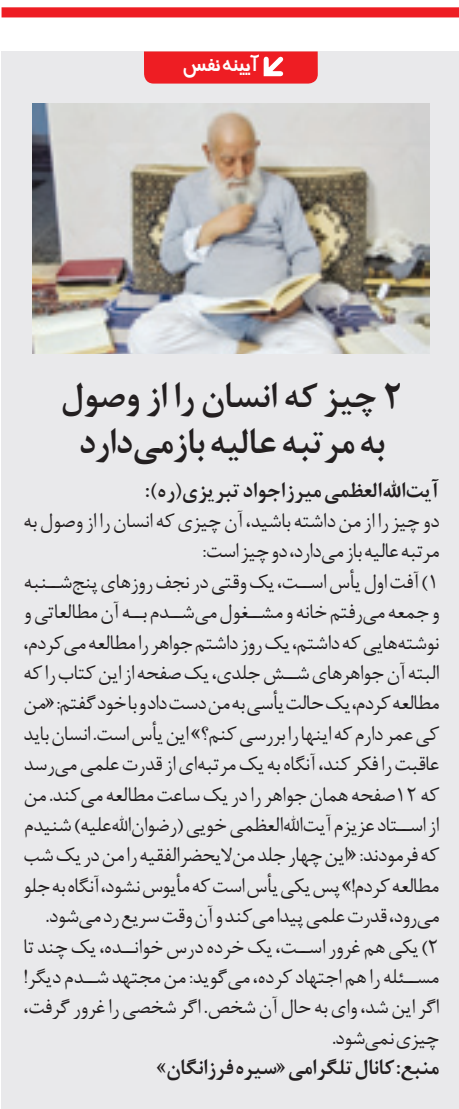 آیینه نفس
۲ چیز که انسان را از وصول
به مرتبه عالیه بازمی‌دارد
آیت‌الله‌العظمی میرزاجواد تبریزی(ره):
دو چیز را از من داشته باشید، آن چیزی که انسان را از وصول به
مرتبه عالیه باز می‌دارد، دو چیز است:
۱) آفت اول یأس است، یک وقتی در نجف روزهای پنج‌شنبه
و جمعه می‌رفتم خانه و مشغول می‌شدم به آن مطالعاتی و
نوشته‌هایی که داشتم، یک روز داشتم جواهر را مطالعه می‌کردم،
البته آن جواهرهای شش جلدی، یک صفحه از این کتاب را که
مطالعه کردم، یک حالت یأسی به من دست داد و با خود گفتم: «من
کی عمر دارم که اینها را بررسی کنم؟» این یأس است. انسان باید
عاقبت را فکر کند، آنگاه به یک مرتبه‌ای از قدرت علمی می‌رسد
که ۱۲صفحه همان جواهر را در یک ساعت مطالعه می‌کند. من
از استاد عزیزم آیت‌الله‌العظمی خویی (رضوان‌الله‌علیه) شنیدم
که فرمودند: «این چهار جلد من‌لایحضرالفقیه را من در یک شب
مطالعه کردم!» پس یکی یأس است که مأیوس نشود، آنگاه به جلو
می‌رود، قدرت علمی پیدا می‌کند و آن وقت سریع رد می‌شود.
۲) یکی هم غرور است، یک خرده درس خوانده، یک چند تا
مسئله را هم اجتهاد کرده، می‌گوید: من مجتهد شدم دیگر!
اگر این شد، وای به حال آن شخص. اگر شخصی را غرور گرفت،
چیزی نمی‌شود.
منبع: کانال تلگرامی «سیره فرزانگان»